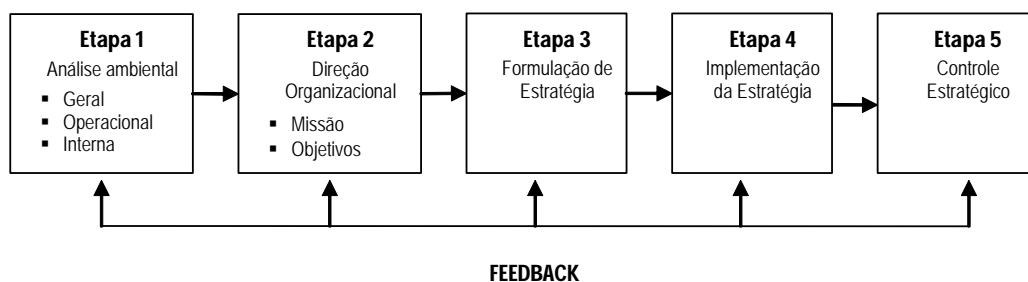 Etapa 1
Análise ambiental
▪ Geral
▪ Operacional
▪ Interna
Etapa 2
Direção
Organizacional
▪ Missão
▪ Objetivos
Etapa 3
Formulação de
Estratégia
Etapa 4
Implementação
da Estratégia
Etapa 5
Controle
Estratégico
FEEDBACK